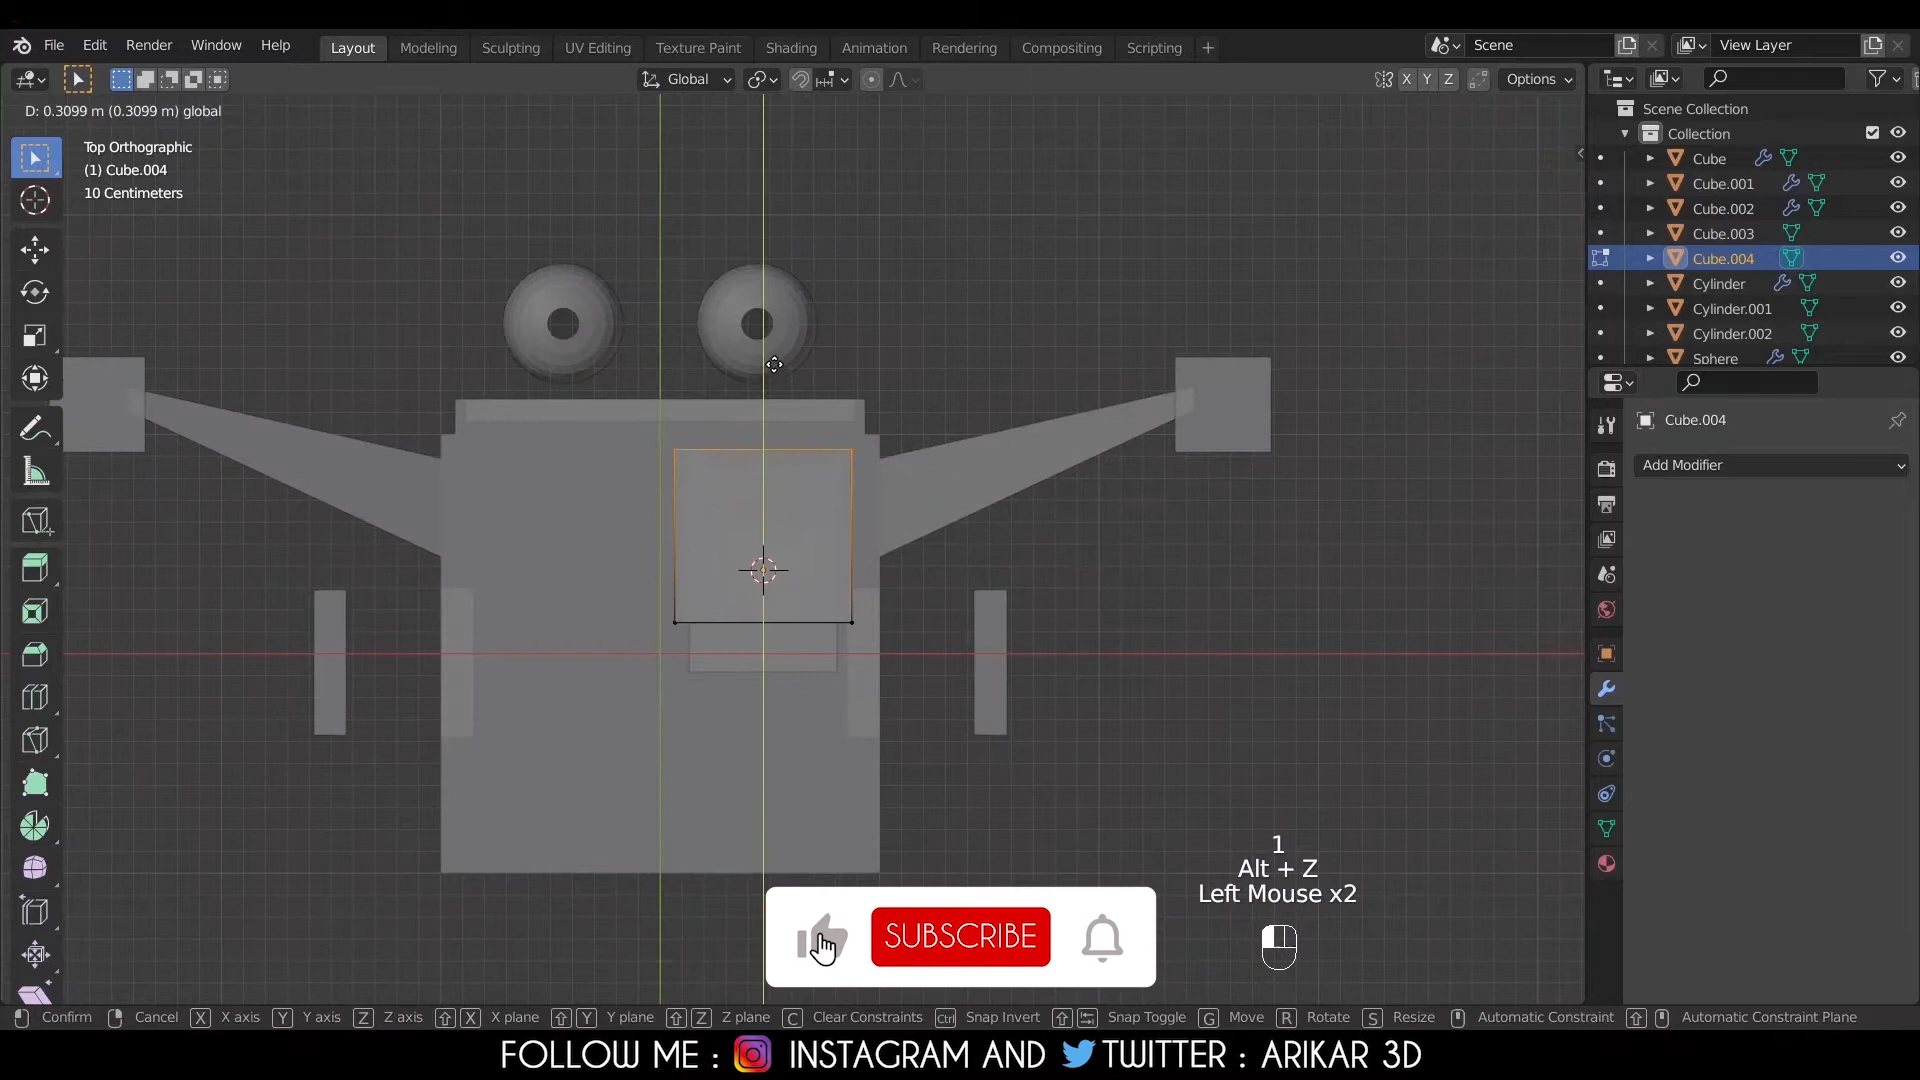 File Edit Render Window Help Layout Modeling Sculpting UV Editing Texture Paint Shading Animation Rendering Compositing Scripting + Scene View Layer
Global X Y Z Options
D: 0.3099 m (0.3099 m) global
Top Orthographic
(1) Cube.004
10 Centimeters
Scene Collection
Collection
Cube
Cube.001
Cube.002
Cube.003
Cube.004
Cylinder
Cylinder.001
Cylinder.002
Sphere
Cube.004
Add Modifier
1
Alt + Z
Left Mouse x2
SUBSCRIBE
Confirm Cancel X X axis Y Y axis Z Z axis X X plane Y Y plane Z Z plane C Clear Constraints Ctrl Snap Invert Snap Toggle G Move R Rotate S Resize Automatic Constraint Automatic Constraint Plane
FOLLOW ME : INSTAGRAM AND TWITTER : ARIKAR 3D